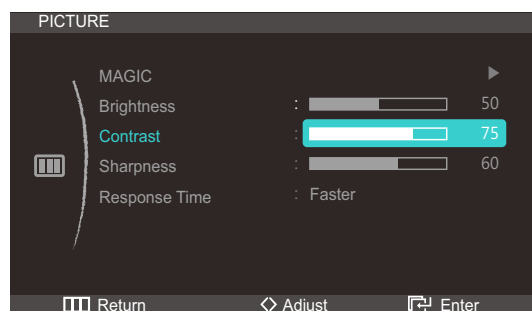 PICTURE
MAGIC
Brightness : 50
Contrast : 75
Sharpness : 60
Response Time : Faster
Return Adjust Enter